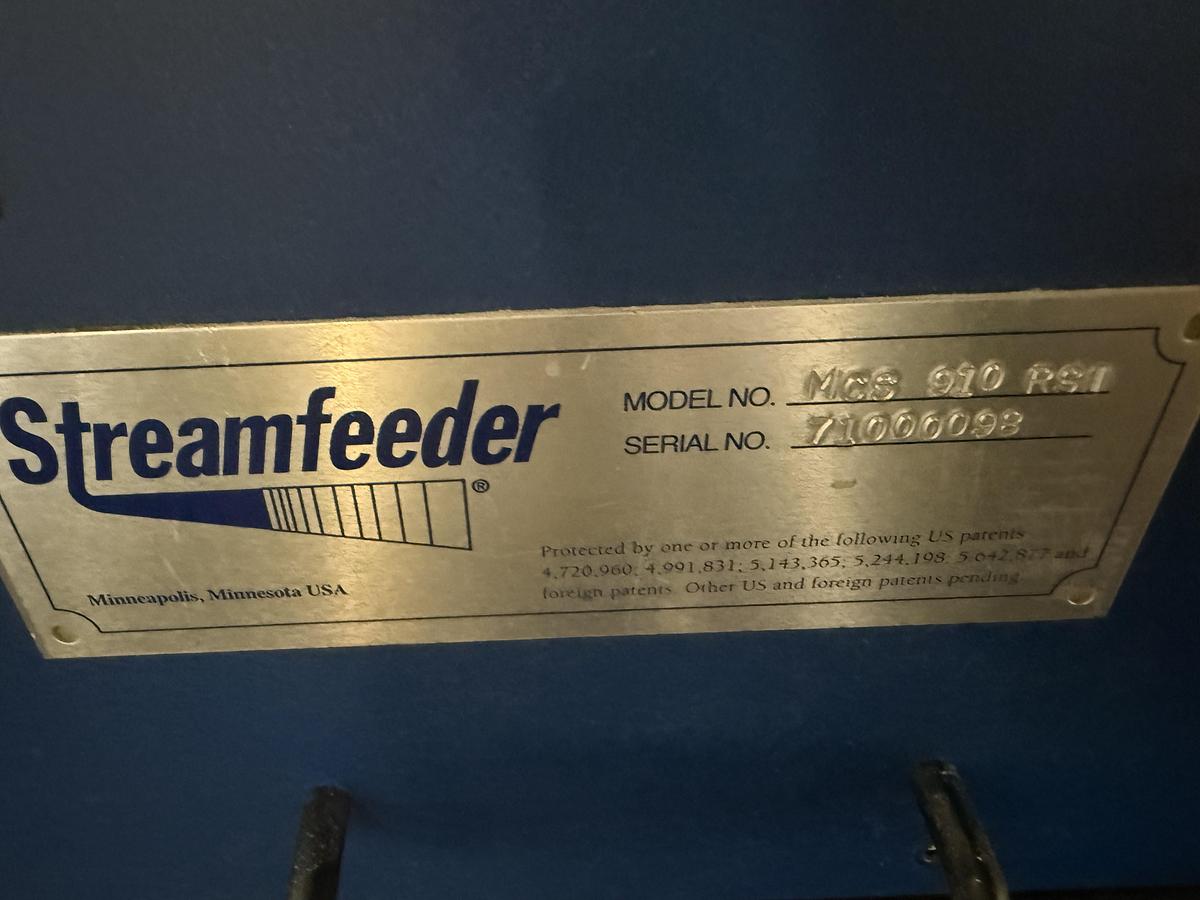 Streamfeeder®
Minneapolis, Minnesota USA
MODEL NO. MCS 910 RST
SERIAL NO. 71000098
Protected by one or more of the following US patents
4,720,960; 4,991,831; 5,143,365; 5,244,198; 5,642,877 and
foreign patents. Other US and foreign patents pending